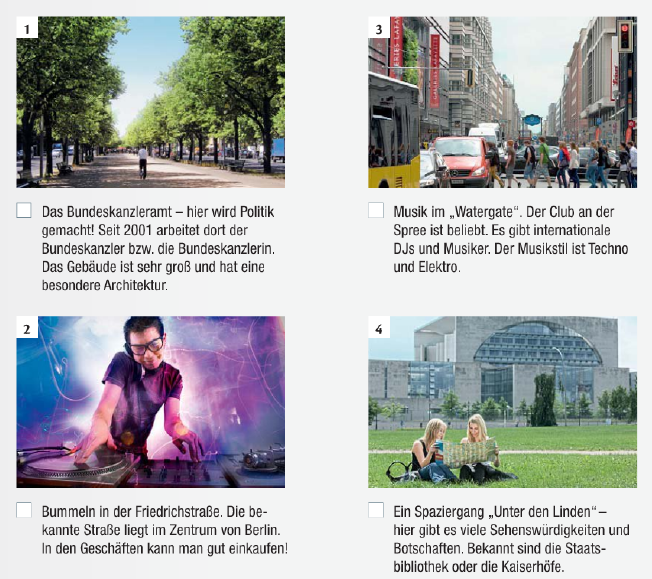 1
Das Bundeskanzleramt – hier wird Politik
gemacht! Seit 2001 arbeitet dort der
Bundeskanzler bzw. die Bundeskanzlerin.
Das Gebäude ist sehr groß und hat eine
besondere Architektur.
2
Bummeln in der Friedrichstraße. Die be-
kannte Straße liegt im Zentrum von Berlin.
In den Geschäften kann man gut einkaufen!
3
Musik im „Watergate“. Der Club an der
Spree ist beliebt. Es gibt internationale
DJs und Musiker. Der Musikstil ist Techno
und Elektro.
4
Ein Spaziergang „Unter den Linden“ –
hier gibt es viele Sehenswürdigkeiten und
Botschaften. Bekannt sind die Staats-
bibliothek oder die Kaiserhöfe.